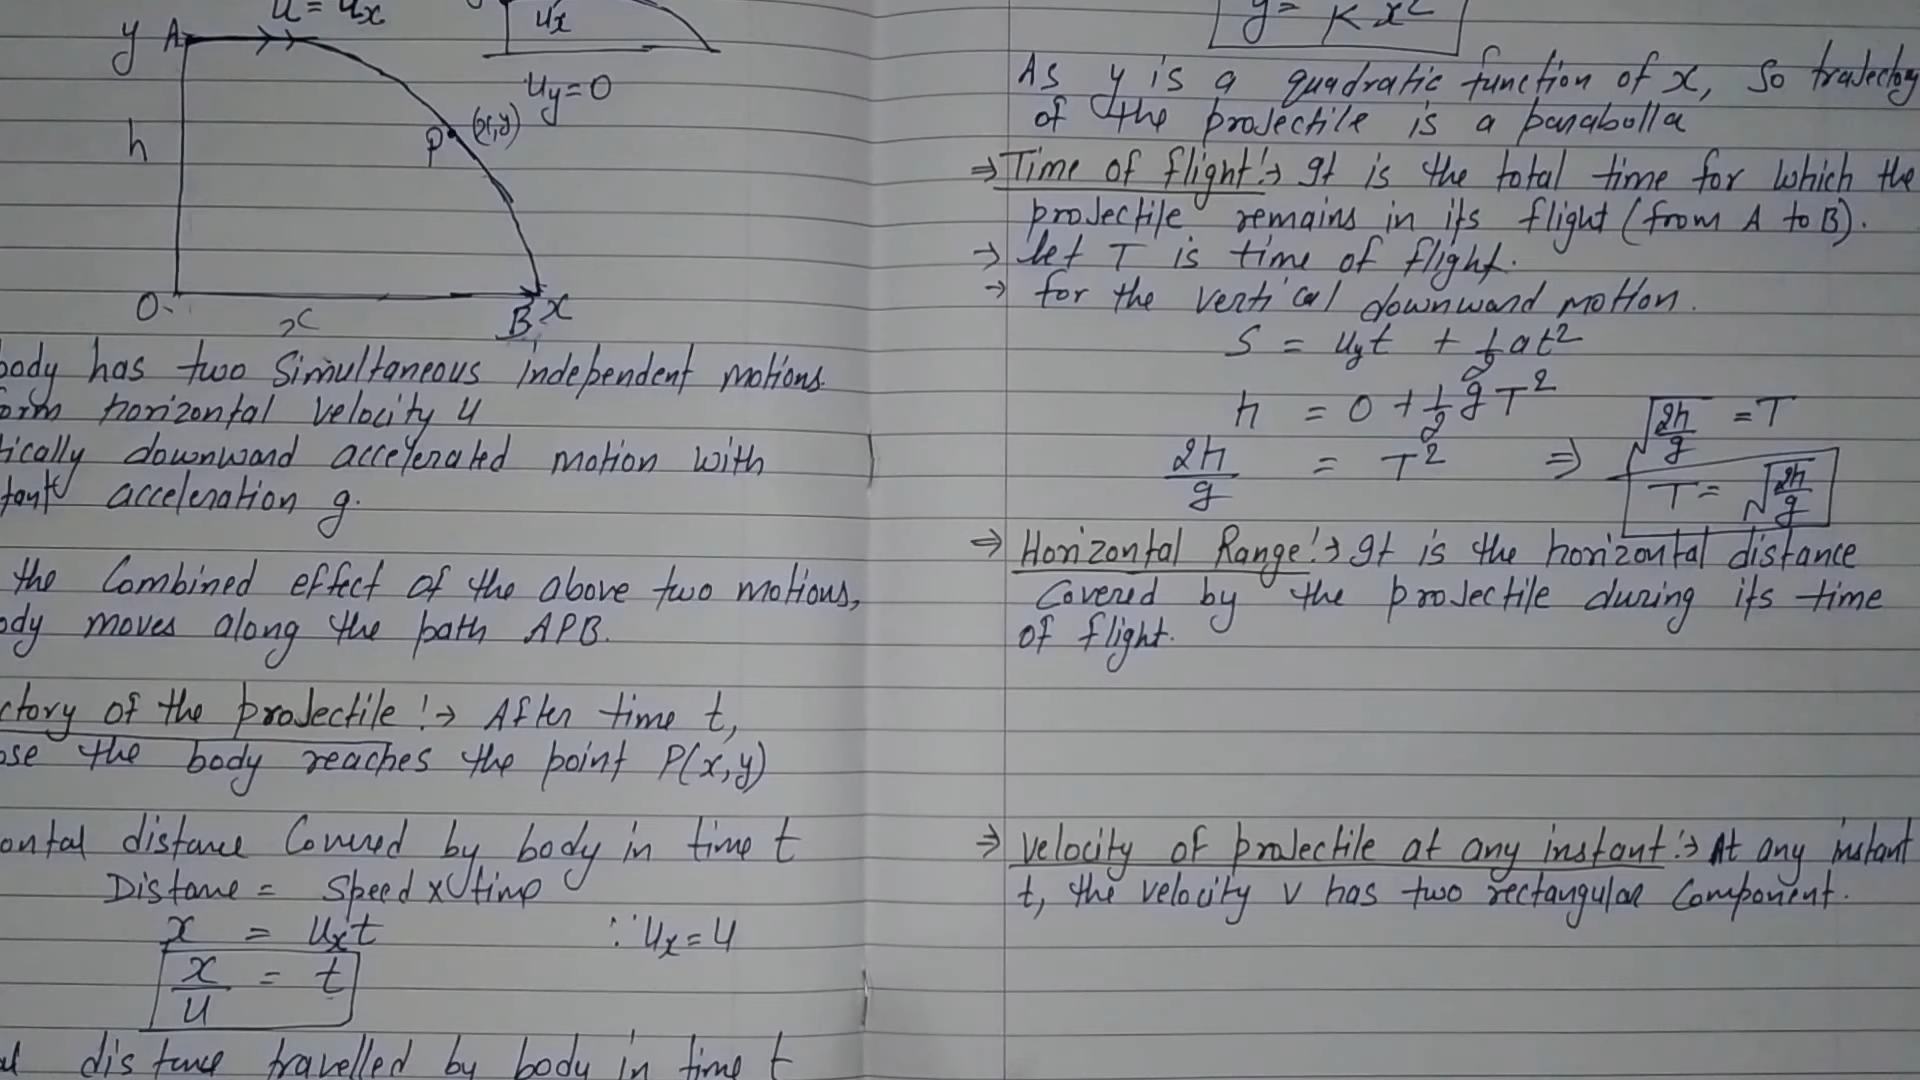 u = ux
y A
ux
uy = 0
h
P (x,y)
O
x
B x
body has two Simultaneous independent motions.
horizontal velocity u
downward accelerated motion with
acceleration g.
the Combined effect of the above two motions,
moves along the path APB.
of the projectile :→ After time t,
the body reaches the point P(x,y)
distance Covered by body in time t
Distane = Speed x time
x = uxt ∵ ux = u
x/u = t
distance travelled by body in time t
y = Kx²
As y is a quadratic function of x, So trajectory
of the projectile is a parabolla
⇒ Time of flight :→ It is the total time for which the
projectile remains in its flight (from A to B).
→ let T is time of flight.
→ for the vertical downward motion.
S = uyt + 1/2 at²
h = 0 + 1/2 gT²
2h/g = T² ⇒ √2h/g = T
T = √2h/g
⇒ Horizontal Range :→ It is the horizontal distance
Covered by the projectile during its time
of flight.
⇒ velocity of projectile at any instant :→ At any instant
t, the velocity v has two rectangular Component.